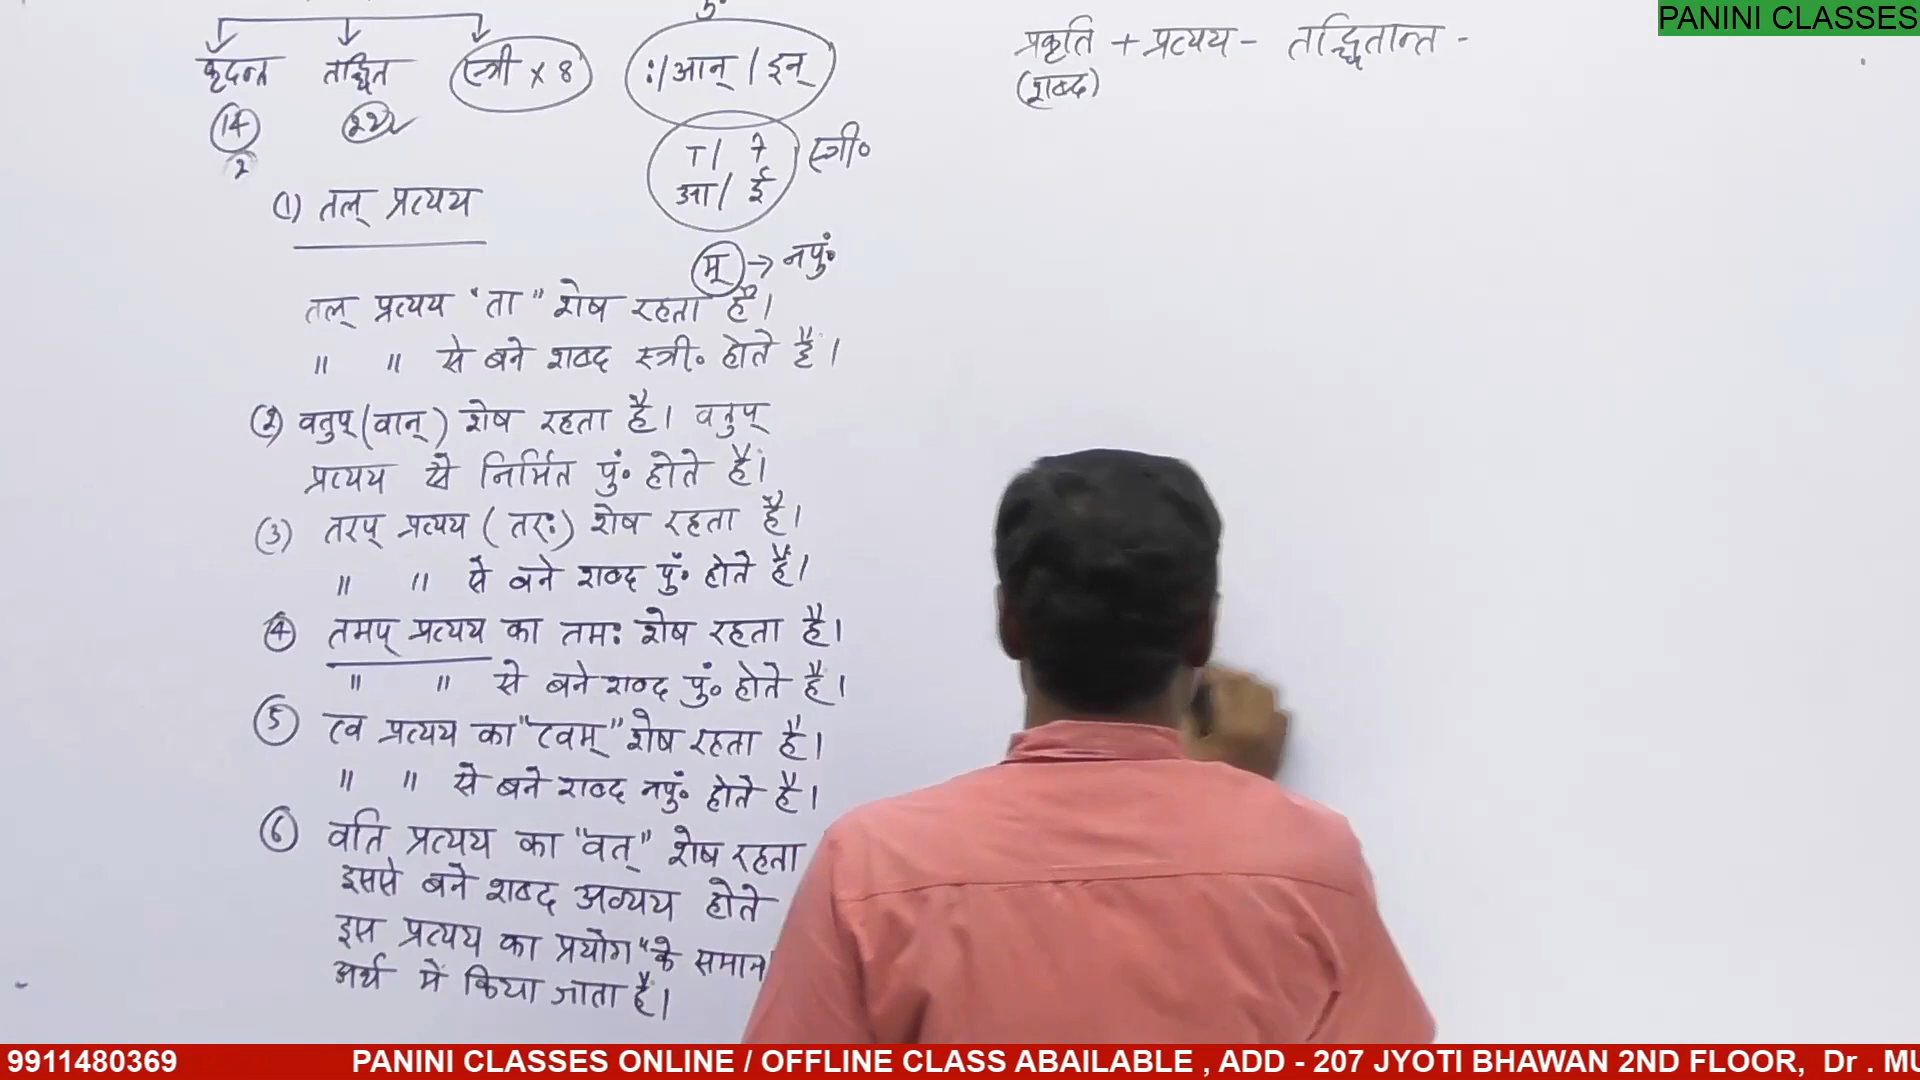 PANINI CLASSES
कृदन्त तद्धित स्त्री x 8 :/आन्/इन्
प्रकृति + प्रत्यय - तद्धितान्त -
(शब्द)
14
2
ा/ ी स्त्री०
आ/ ई
(1) तल् प्रत्यय
म् → नपुं०
तल् प्रत्यय "ता" शेष रहता है।
" " से बने शब्द स्त्री० होते हैं।
(2) वतुप् (वान्) शेष रहता है। वतुप्
प्रत्यय से निर्मित पुं० होते हैं।
(3) तरप् प्रत्यय (तर:) शेष रहता है।
" " से बने शब्द पुं० होते हैं।
(4) तमप् प्रत्यय का तम: शेष रहता है।
" " से बने शब्द पुं० होते हैं।
(5) त्व प्रत्यय का "त्वम्" शेष रहता है।
" " से बने शब्द नपुं० होते है।
(6) वति प्रत्यय का "वत्" शेष रहता
इससे बने शब्द अव्यय होते
इस प्रत्यय का प्रयोग "के समान
अर्थ में किया जाता है।
9911480369 PANINI CLASSES ONLINE / OFFLINE CLASS ABAILABLE , ADD - 207 JYOTI BHAWAN 2ND FLOOR, Dr . MU